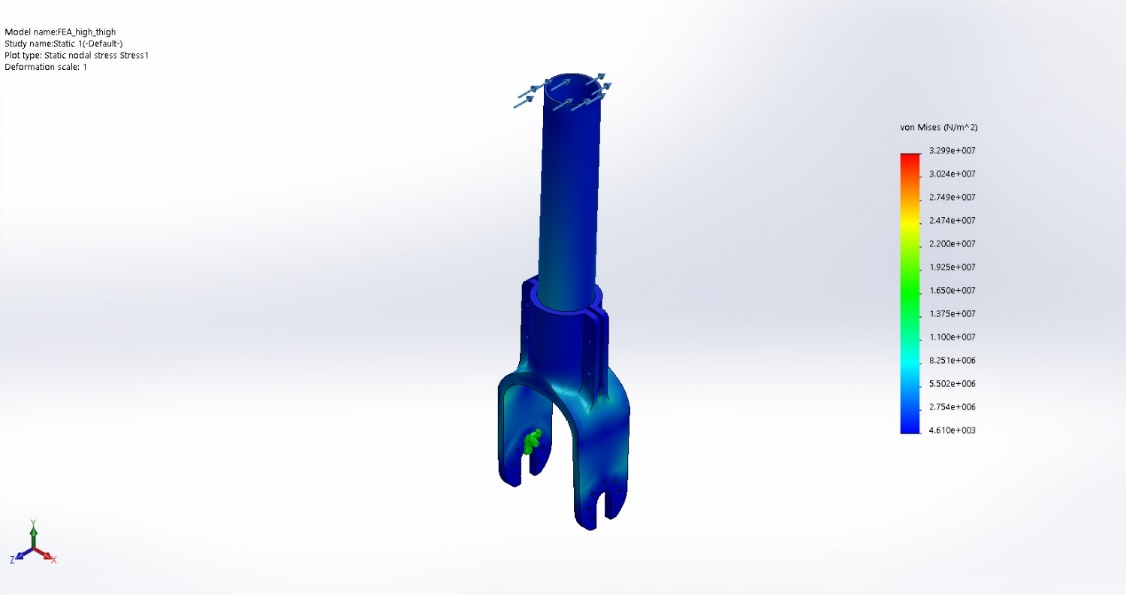 Model name:FEA_high_thigh
Study name:Static 1(-Default-)
Plot type: Static nodal stress Stress1
Deformation scale: 1
von Mises (N/m^2)
3.299e+007
3.024e+007
2.749e+007
2.474e+007
2.200e+007
1.925e+007
1.650e+007
1.375e+007
1.100e+007
8.251e+006
5.502e+006
2.754e+006
4.610e+003
Y
Z
X